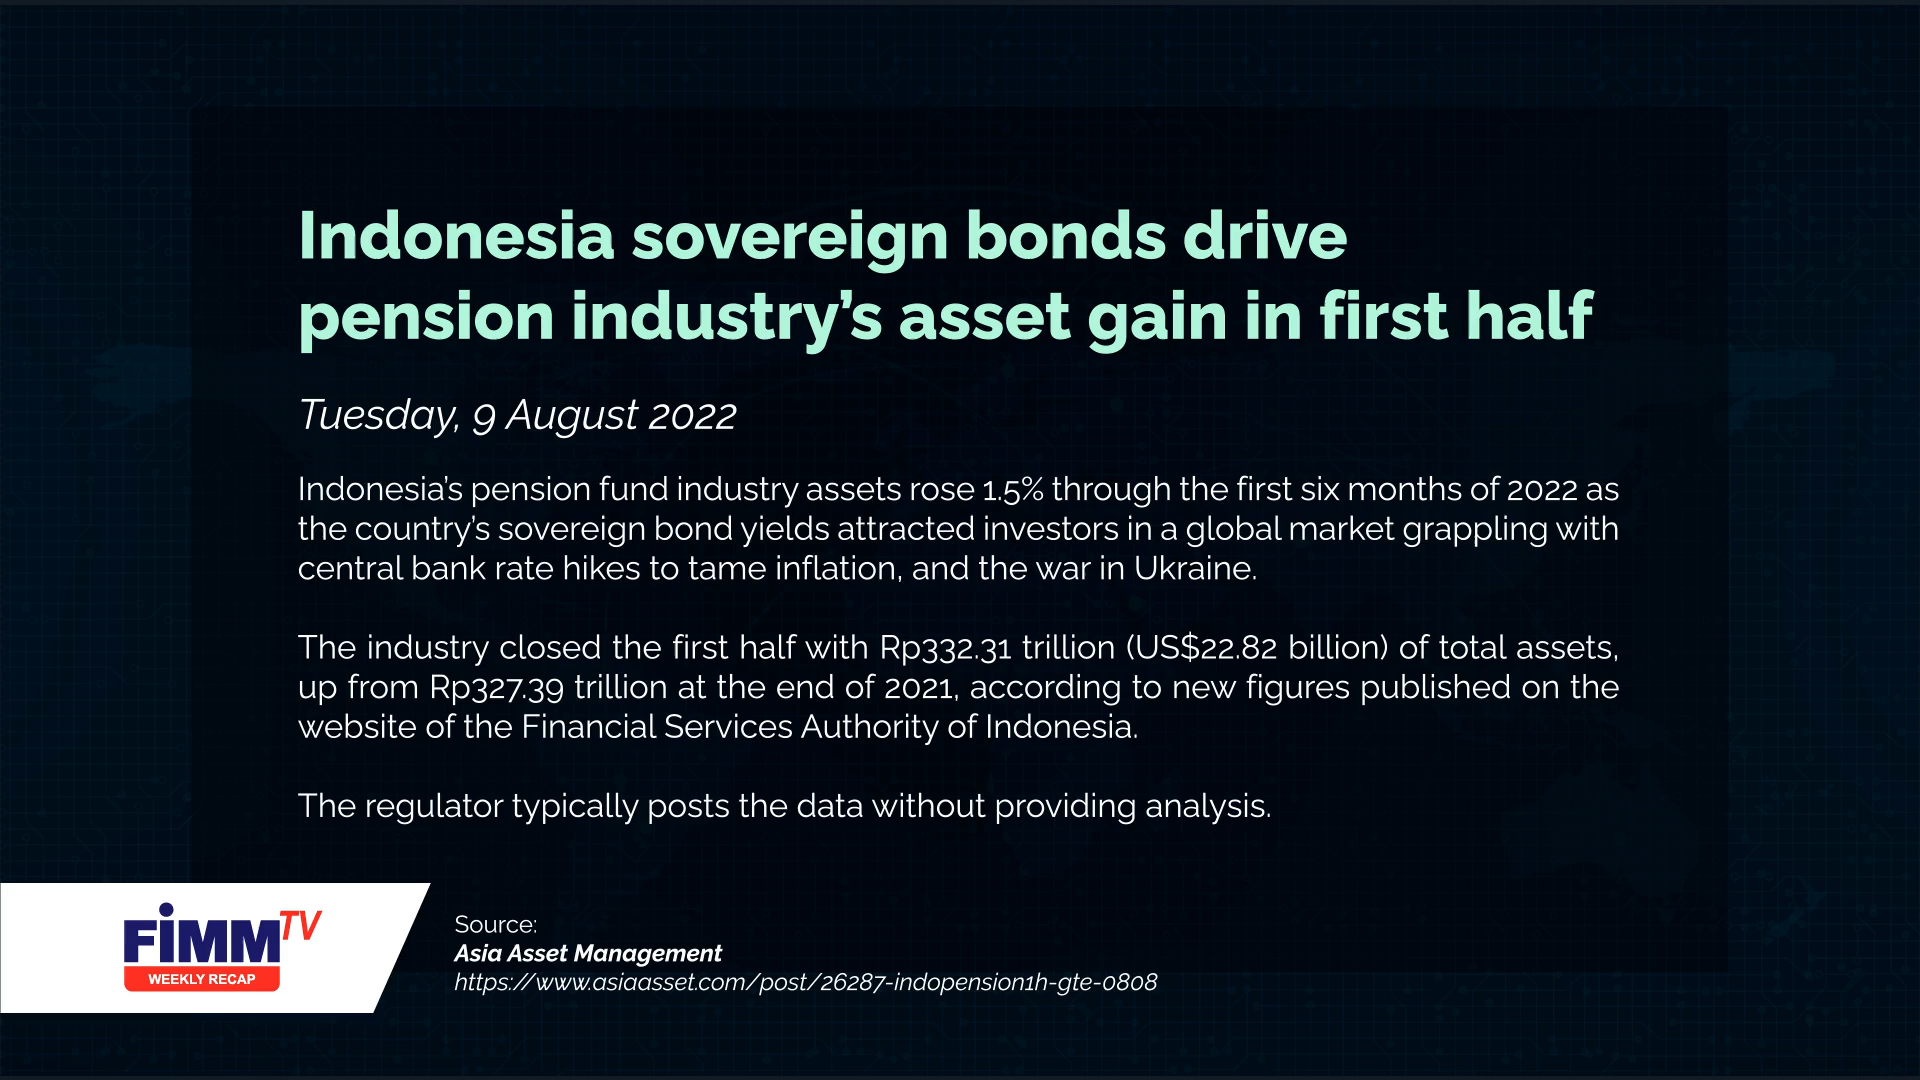 Indonesia sovereign bonds drive
pension industry’s asset gain in first half
Tuesday, 9 August 2022
Indonesia’s pension fund industry assets rose 1.5% through the first six months of 2022 as
the country’s sovereign bond yields attracted investors in a global market grappling with
central bank rate hikes to tame inflation, and the war in Ukraine.
The industry closed the first half with Rp332.31 trillion (US$22.82 billion) of total assets,
up from Rp327.39 trillion at the end of 2021, according to new figures published on the
website of the Financial Services Authority of Indonesia.
The regulator typically posts the data without providing analysis.
FiMM TV
WEEKLY RECAP
Source:
Asia Asset Management
https://www.asiaasset.com/post/26287-indopension1h-gte-0808